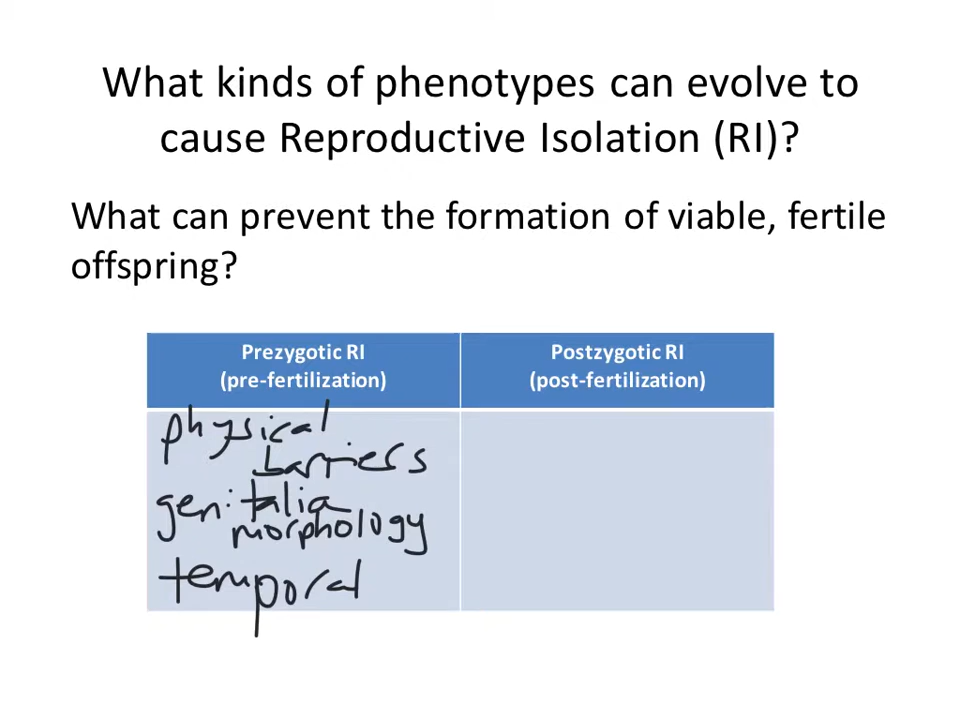 What kinds of phenotypes can evolve to
cause Reproductive Isolation (RI)?
What can prevent the formation of viable, fertile
offspring?
Prezygotic RI
(pre-fertilization)
Postzygotic RI
(post-fertilization)
physical
barriers
genitalia
morphology
temporal